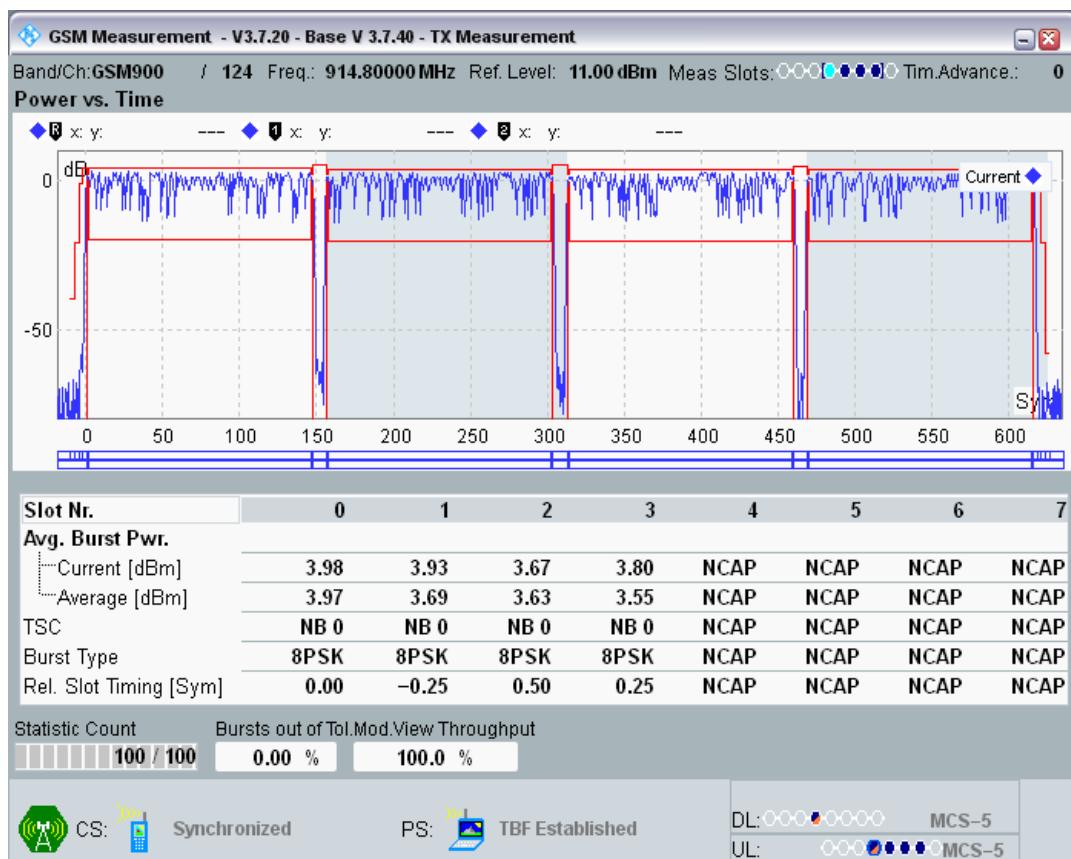 GSM Measurement - V3.7.20 - Base V 3.7.40 - TX Measurement
Band/Ch:GSM900 / 124 Freq.: 914.80000 MHz Ref. Level: 11.00 dBm Meas Slots: Tim.Advance.: 0
Power vs. Time
R x: y: --- 1 x: y: --- 2 x: y: ---
dB
Current
0
-50
0 50 100 150 200 250 300 350 400 450 500 550 600
Slot Nr. 0 1 2 3 4 5 6 7
Avg. Burst Pwr.
Current [dBm] 3.98 3.93 3.67 3.80 NCAP NCAP NCAP NCAP
Average [dBm] 3.97 3.69 3.63 3.55 NCAP NCAP NCAP NCAP
TSC NB 0 NB 0 NB 0 NB 0 NCAP NCAP NCAP NCAP
Burst Type 8PSK 8PSK 8PSK 8PSK NCAP NCAP NCAP NCAP
Rel. Slot Timing [Sym] 0.00 −0.25 0.50 0.25 NCAP NCAP NCAP NCAP
Statistic Count Bursts out of Tol.Mod.View Throughput
100 / 100 0.00 % 100.0 %
CS: Synchronized PS: TBF Established
DL: MCS−5
UL: MCS−5